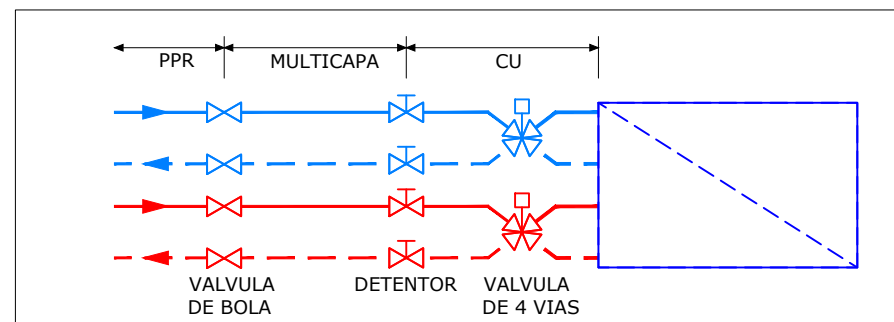 PPR
MULTICAPA
CU
VALVULA
DE BOLA
DETENTOR
VALVULA
DE 4 VIAS